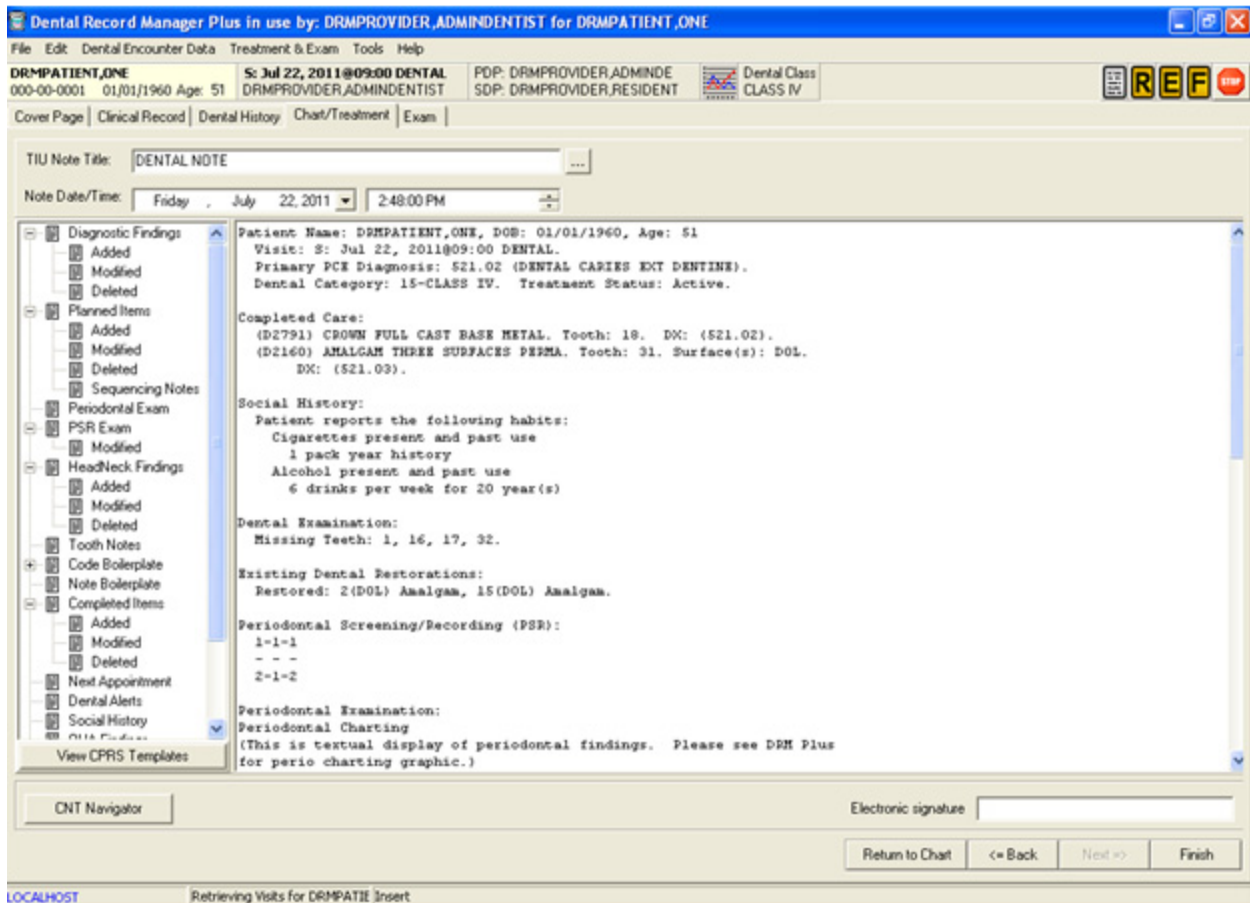 Dental Record Manager Plus in use by: DRMPROVIDER,ADMINDENTIST for DRMPATIENT,ONE
File Edit Dental Encounter Data Treatment & Exam Tools Help
DRMPATIENT,ONE
000-00-0001 01/01/1960 Age: 51
S: Jul 22, 2011@09:00 DENTAL
DRMPROVIDER,ADMINDENTIST
PDP: DRMPROVIDER,ADMINDE
SDP: DRMPROVIDER,RESIDENT
Dental Class
CLASS IV
R E F STOP
Cover Page Clinical Record Dental History Chart/Treatment Exam
TIU Note Title: DENTAL NOTE ...
Note Date/Time: Friday , July 22, 2011 2:48:00 PM
Diagnostic Findings
Added
Modified
Deleted
Planned Items
Added
Modified
Deleted
Sequencing Notes
Periodontal Exam
PSR Exam
Modified
HeadNeck Findings
Added
Modified
Deleted
Tooth Notes
Code Boilerplate
Note Boilerplate
Completed Items
Added
Modified
Deleted
Next Appointment
Dental Alerts
Social History
View CPRS Templates
Patient Name: DRMPATIENT,ONE, DOB: 01/01/1960, Age: 51
Visit: S: Jul 22, 2011@09:00 DENTAL.
Primary PCE Diagnosis: 521.02 (DENTAL CARIES EXT DENTINE).
Dental Category: 15-CLASS IV. Treatment Status: Active.
Completed Care:
(D2791) CROWN FULL CAST BASE METAL. Tooth: 18. DX: (521.02).
(D2160) AMALGAM THREE SURFACES PERMA. Tooth: 31. Surface(s): DOL.
DX: (521.03).
Social History:
Patient reports the following habits:
Cigarettes present and past use
1 pack year history
Alcohol present and past use
6 drinks per week for 20 year(s)
Dental Examination:
Missing Teeth: 1, 16, 17, 32.
Existing Dental Restorations:
Restored: 2(DOL) Amalgam, 15(DOL) Amalgam.
Periodontal Screening/Recording (PSR):
1-1-1
- - -
2-1-2
Periodontal Examination:
Periodontal Charting
(This is textual display of periodontal findings. Please see DRM Plus
for perio charting graphic.)
CNT Navigator
Electronic signature
Return to Chart <= Back Next => Finish
LOCALHOST Retrieving Visits for DRMPATIE Insert